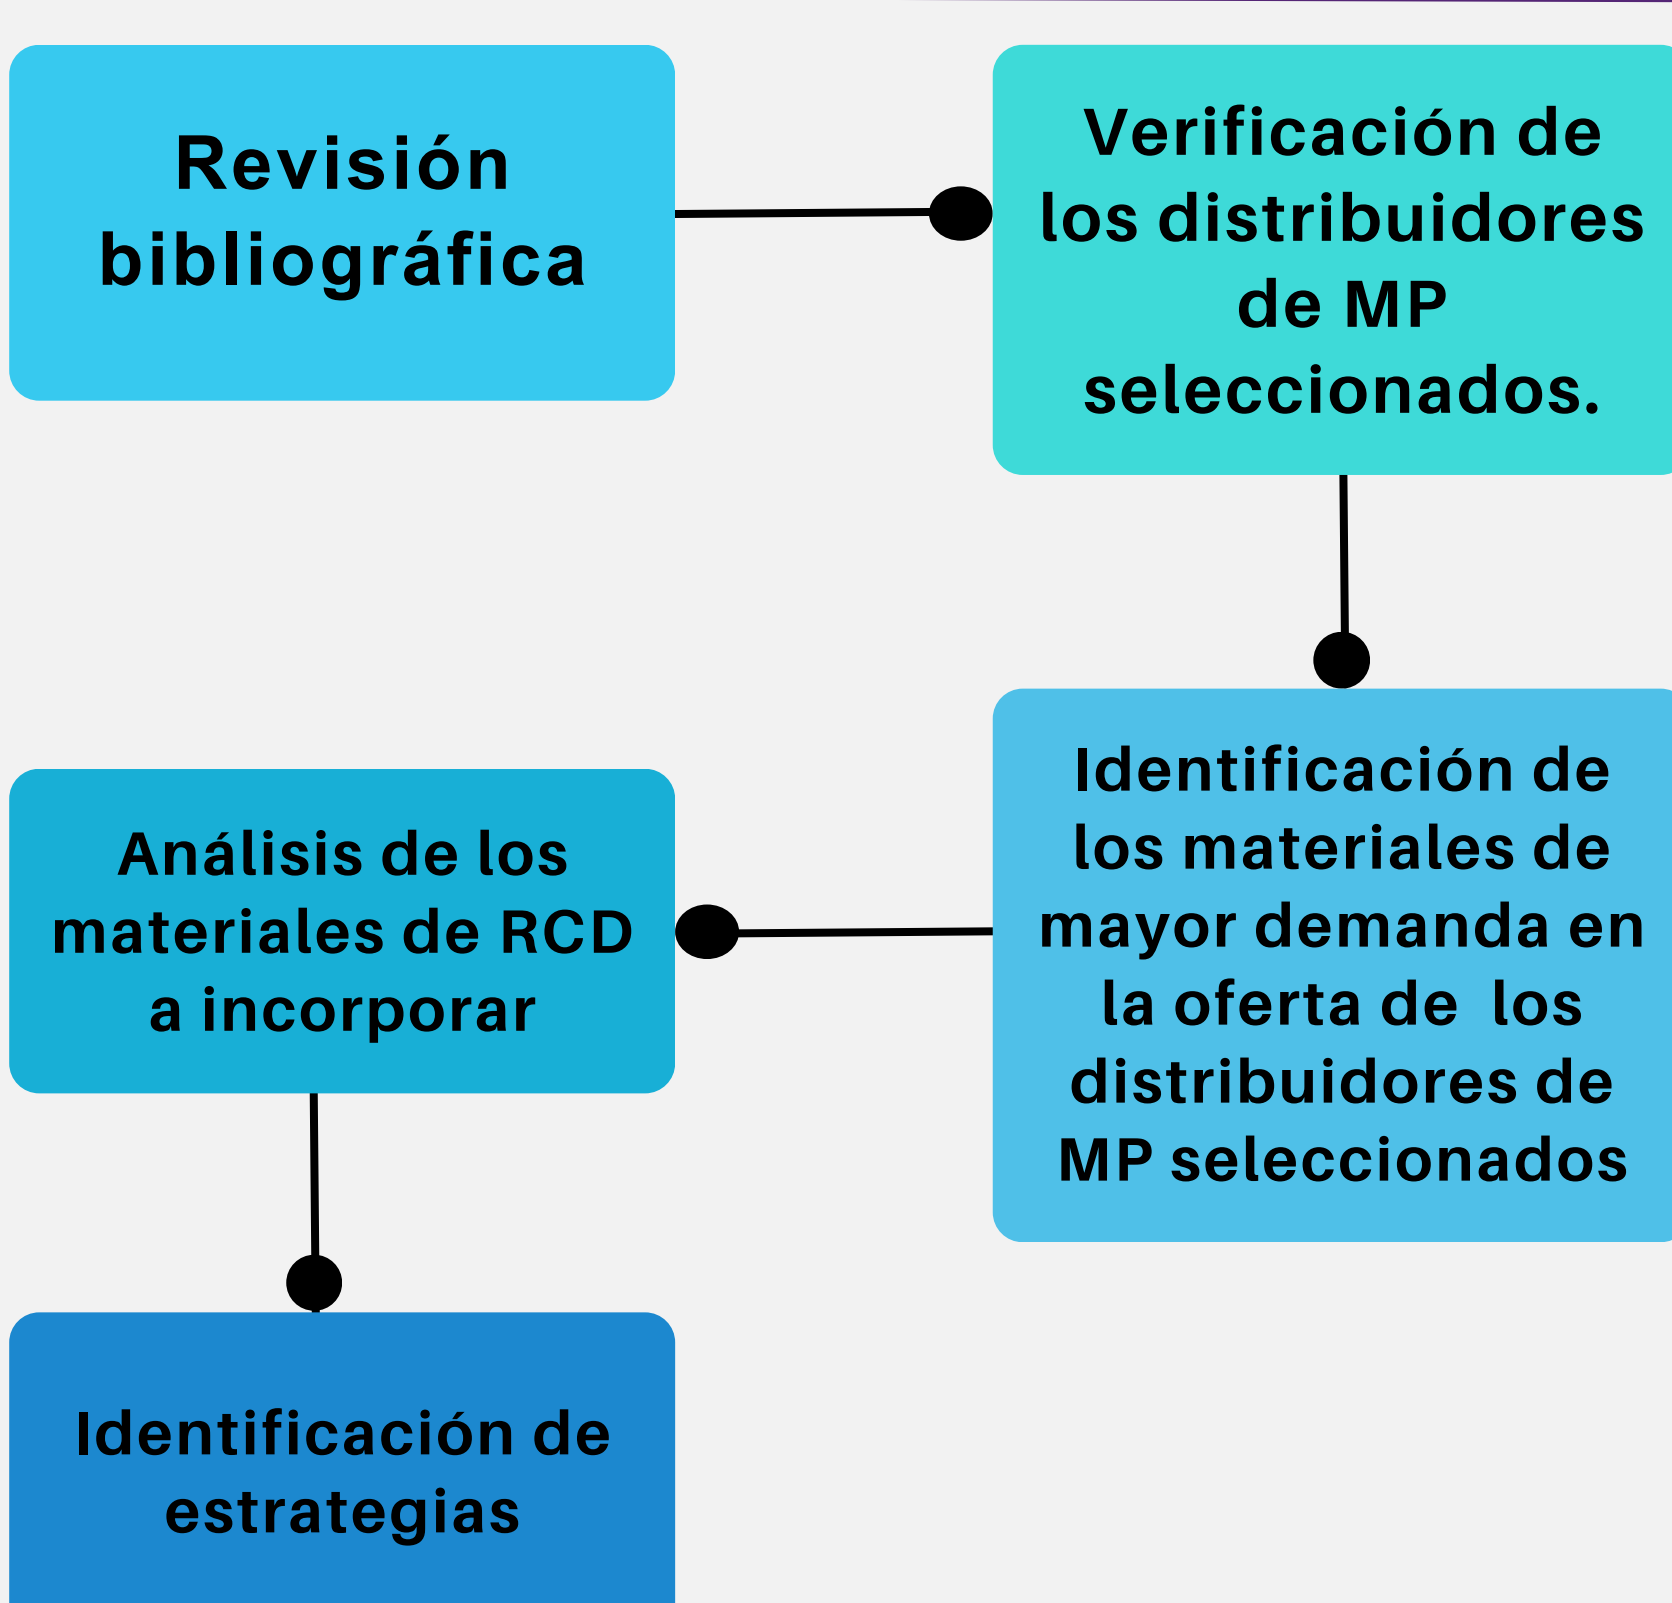 Revisión
bibliográfica
Verificación de
los distribuidores
de MP
seleccionados.
Identificación de
los materiales de
mayor demanda en
la oferta de  los
distribuidores de
MP seleccionados
Análisis de los
materiales de RCD
a incorporar
Identificación de
estrategias